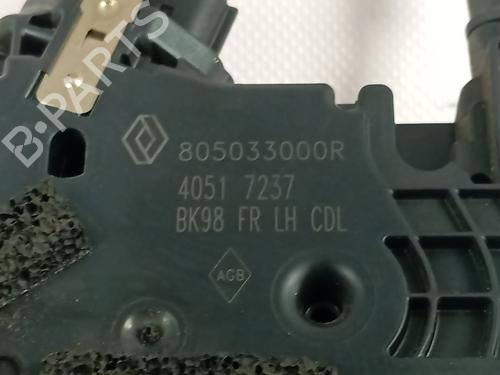 B-PARTS
805033000R
4051 7237
BK98 FR LH CDL
AGB